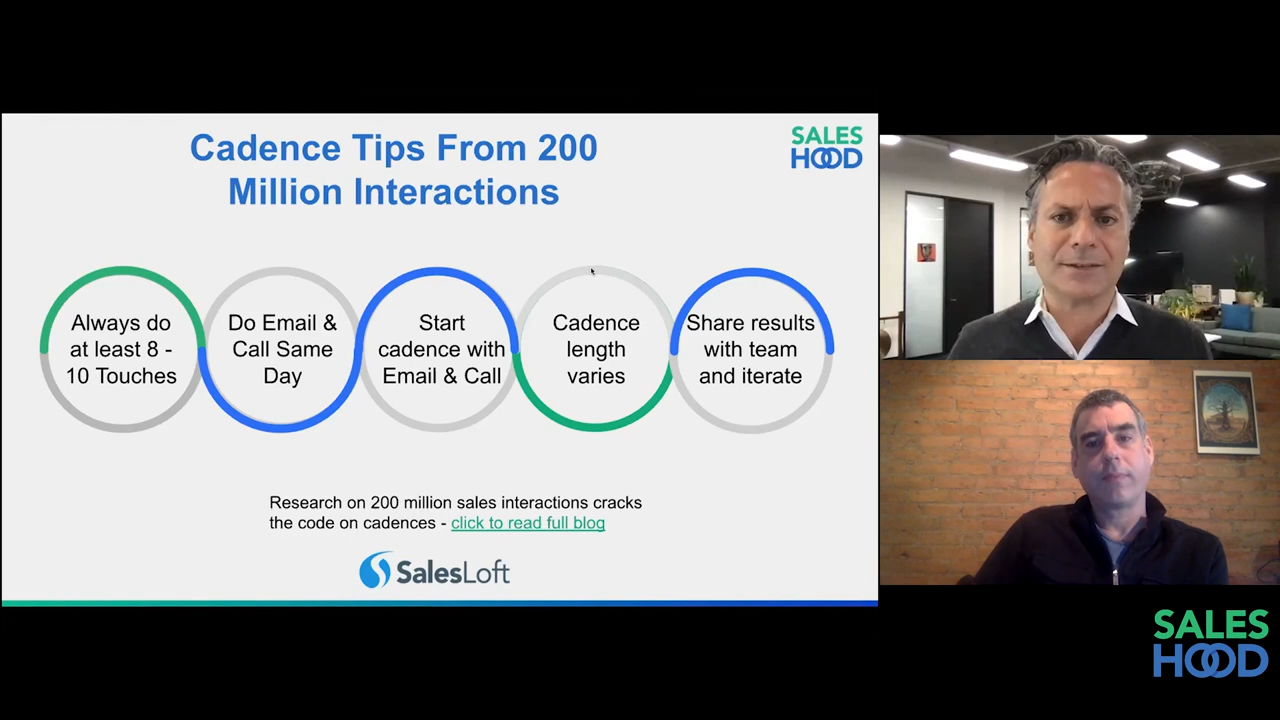 Cadence Tips From 200
Million Interactions
SALES
HOOD
Always do
at least 8 -
10 Touches
Do Email &
Call Same
Day
Start
cadence with
Email & Call
Cadence
length
varies
Share results
with team
and iterate
Research on 200 million sales interactions cracks
the code on cadences - click to read full blog
SalesLoft
SALES
HOOD